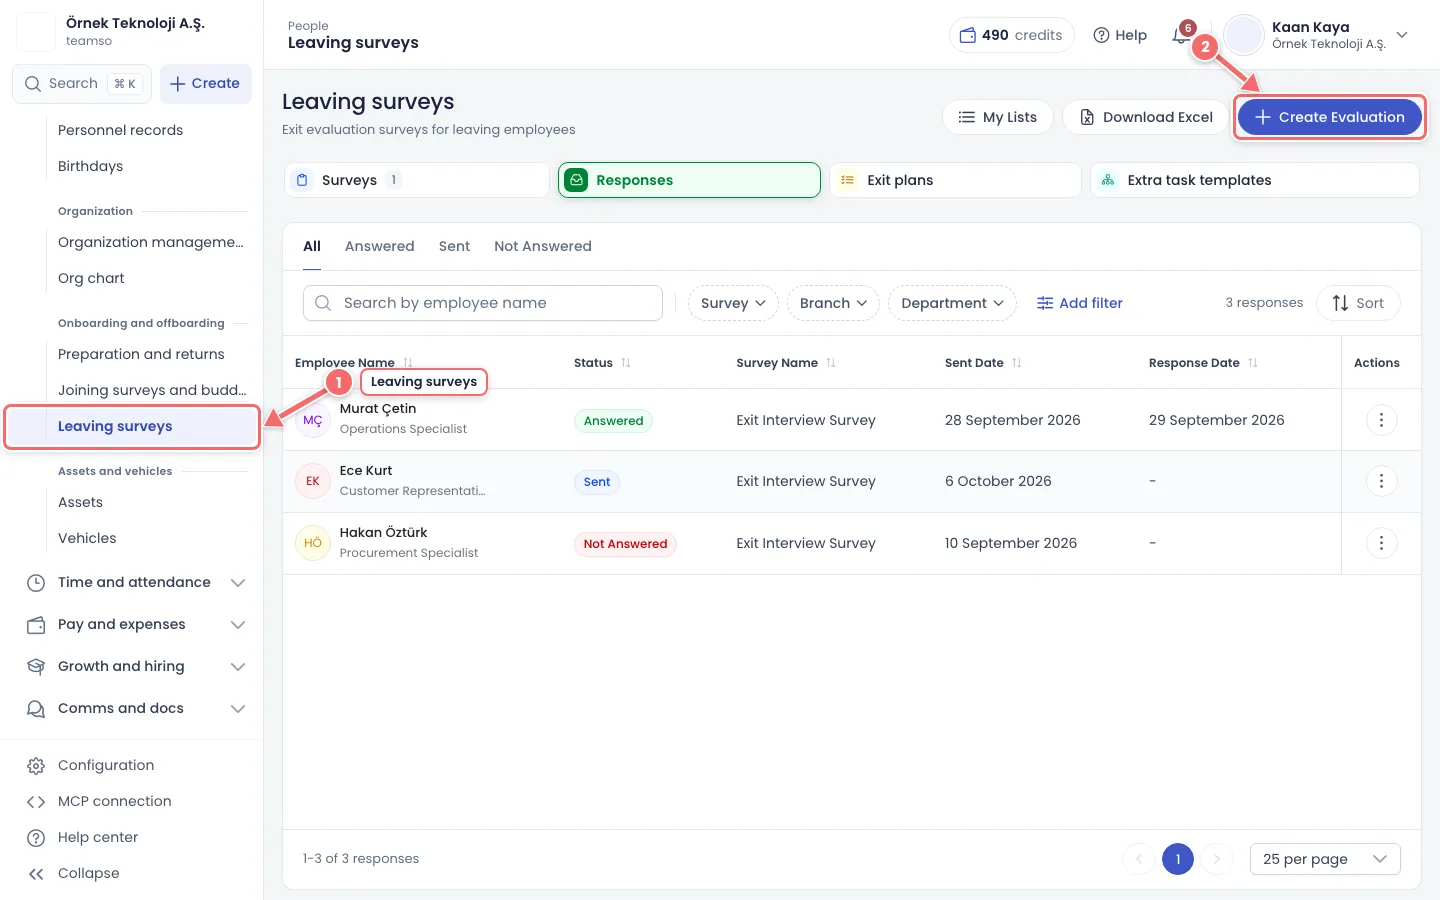 Örnek Teknoloji A.Ş.
teamso
Search ⌘ K
Create
Personnel records
Birthdays
Organization
Organization manageme...
Org chart
Onboarding and offboarding
Preparation and returns
Joining surveys and budd...
Leaving surveys
Assets and vehicles
Assets
Vehicles
Time and attendance
Pay and expenses
Growth and hiring
Comms and docs
Configuration
MCP connection
Help center
Collapse
People
Leaving surveys
490 credits
Help
6
Kaan Kaya
Örnek Teknoloji A.Ş.
2
Leaving surveys
Exit evaluation surveys for leaving employees
My Lists
Download Excel
Create Evaluation
Surveys 1
Responses
Exit plans
Extra task templates
All Answered Sent Not Answered
Search by employee name
Survey
Branch
Department
Add filter
3 responses
Sort
Employee Name Status Survey Name Sent Date Response Date Actions
1
Leaving surveys
MÇ
Murat Çetin
Operations Specialist
Answered
Exit Interview Survey
28 September 2026
29 September 2026
EK
Ece Kurt
Customer Representati...
Sent
Exit Interview Survey
6 October 2026
-
HÖ
Hakan Öztürk
Procurement Specialist
Not Answered
Exit Interview Survey
10 September 2026
-
1-3 of 3 responses
1
25 per page